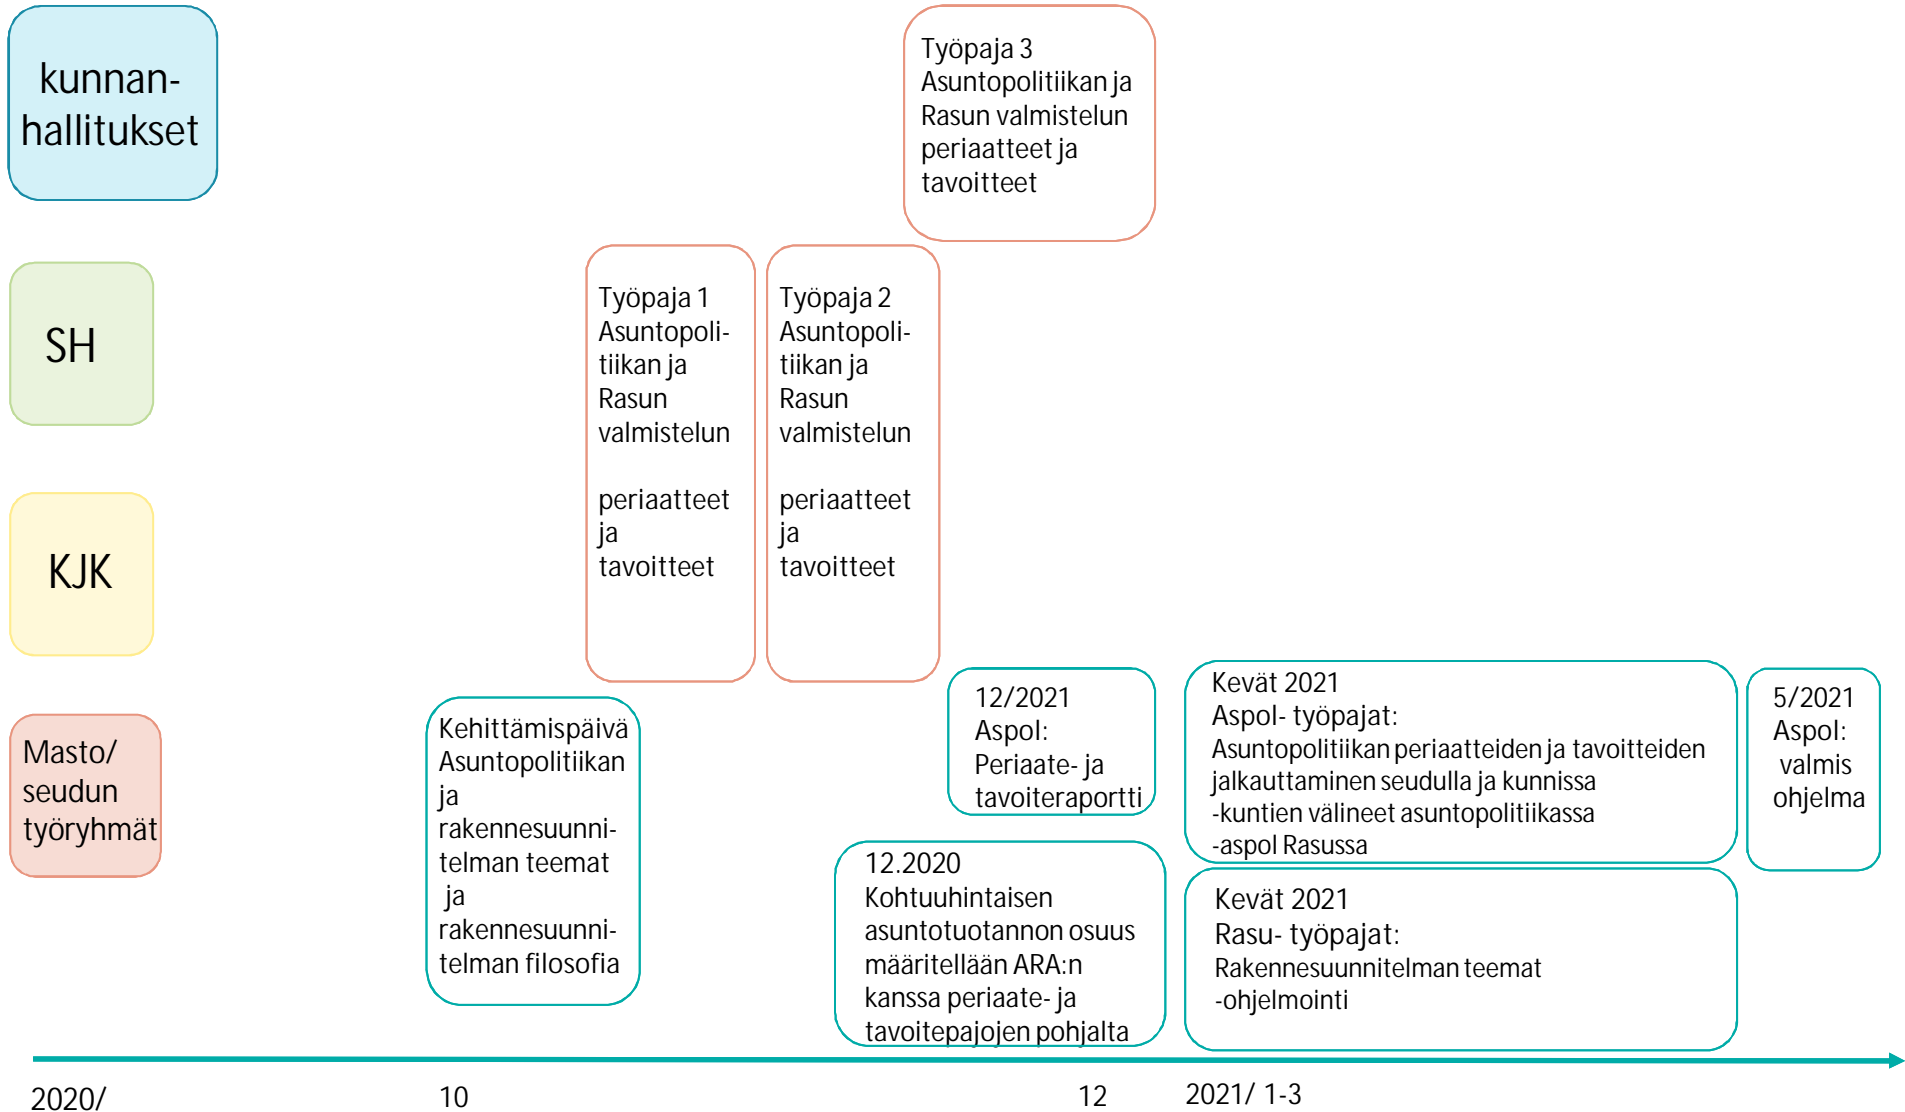 kunnan-
hallitukset
Työpaja 3
Asuntopolitiikan ja
Rasun valmistelun
periaatteet ja
tavoitteet
SH
Työpaja 1
Asuntopoli-
tiikan ja
Rasun
valmistelun
periaatteet
ja
tavoitteet
Työpaja 2
Asuntopoli-
tiikan ja
Rasun
valmistelun
periaatteet
ja
tavoitteet
KJK
Masto/
seudun
työryhmät
Kehittämispäivä
Asuntopolitiikan
ja
rakennesuunni-
telman teemat
ja
rakennesuunni-
telman filosofia
12/2021
Aspol:
Periaate- ja
tavoiteraportti
12.2020
Kohtuuhintaisen
asuntotuotannon osuus
määritellään ARA:n
kanssa periaate- ja
tavoitepajojen pohjalta
Kevät 2021
Aspol- työpajat:
Asuntopolitiikan periaatteiden ja tavoitteiden
jalkauttaminen seudulla ja kunnissa
-kuntien välineet asuntopolitiikassa
-aspol Rasussa
Kevät 2021
Rasu- työpajat:
Rakennesuunnitelman teemat
-ohjelmointi
5/2021
Aspol:
valmis
ohjelma
2020/
10
12
2021/ 1-3